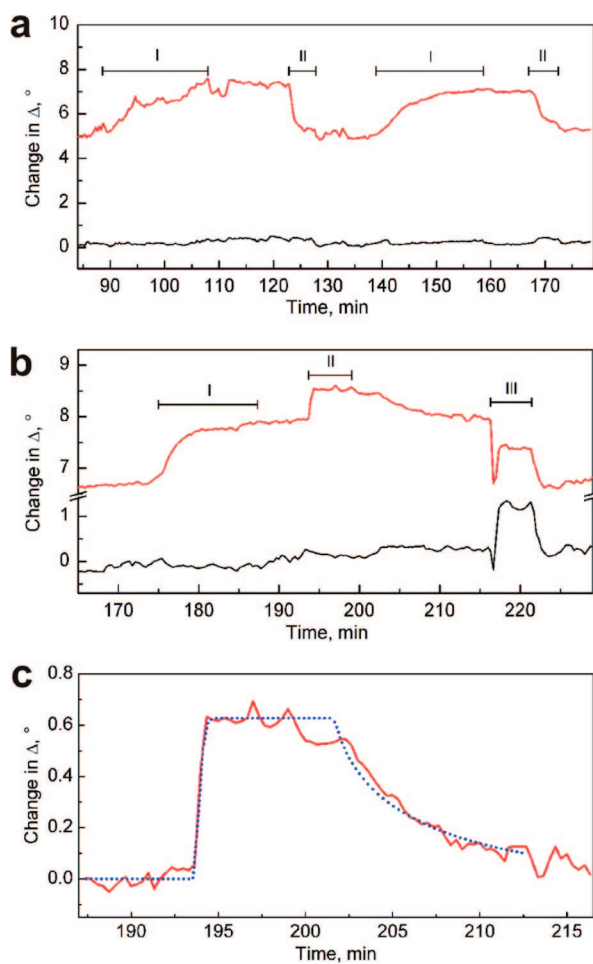 a
I II I II
10
8
6
4
2
0
Change in Δ, °
90 100 110 120 130 140 150 160 170
Time, min
b
I II III
9
8
7
1
0
Change in Δ, °
170 180 190 200 210 220
Time, min
c
0.8
0.6
0.4
0.2
0.0
Change in Δ, °
190 195 200 205 210 215
Time, min